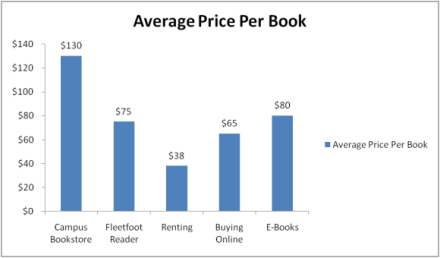 Average Price Per Book
$140
$120
$100
$80
$60
$40
$20
$0
$130
$75
$38
$65
$80
Campus
Bookstore
Fleetfoot
Reader
Renting
Buying
Online
E-Books
Average Price Per Book